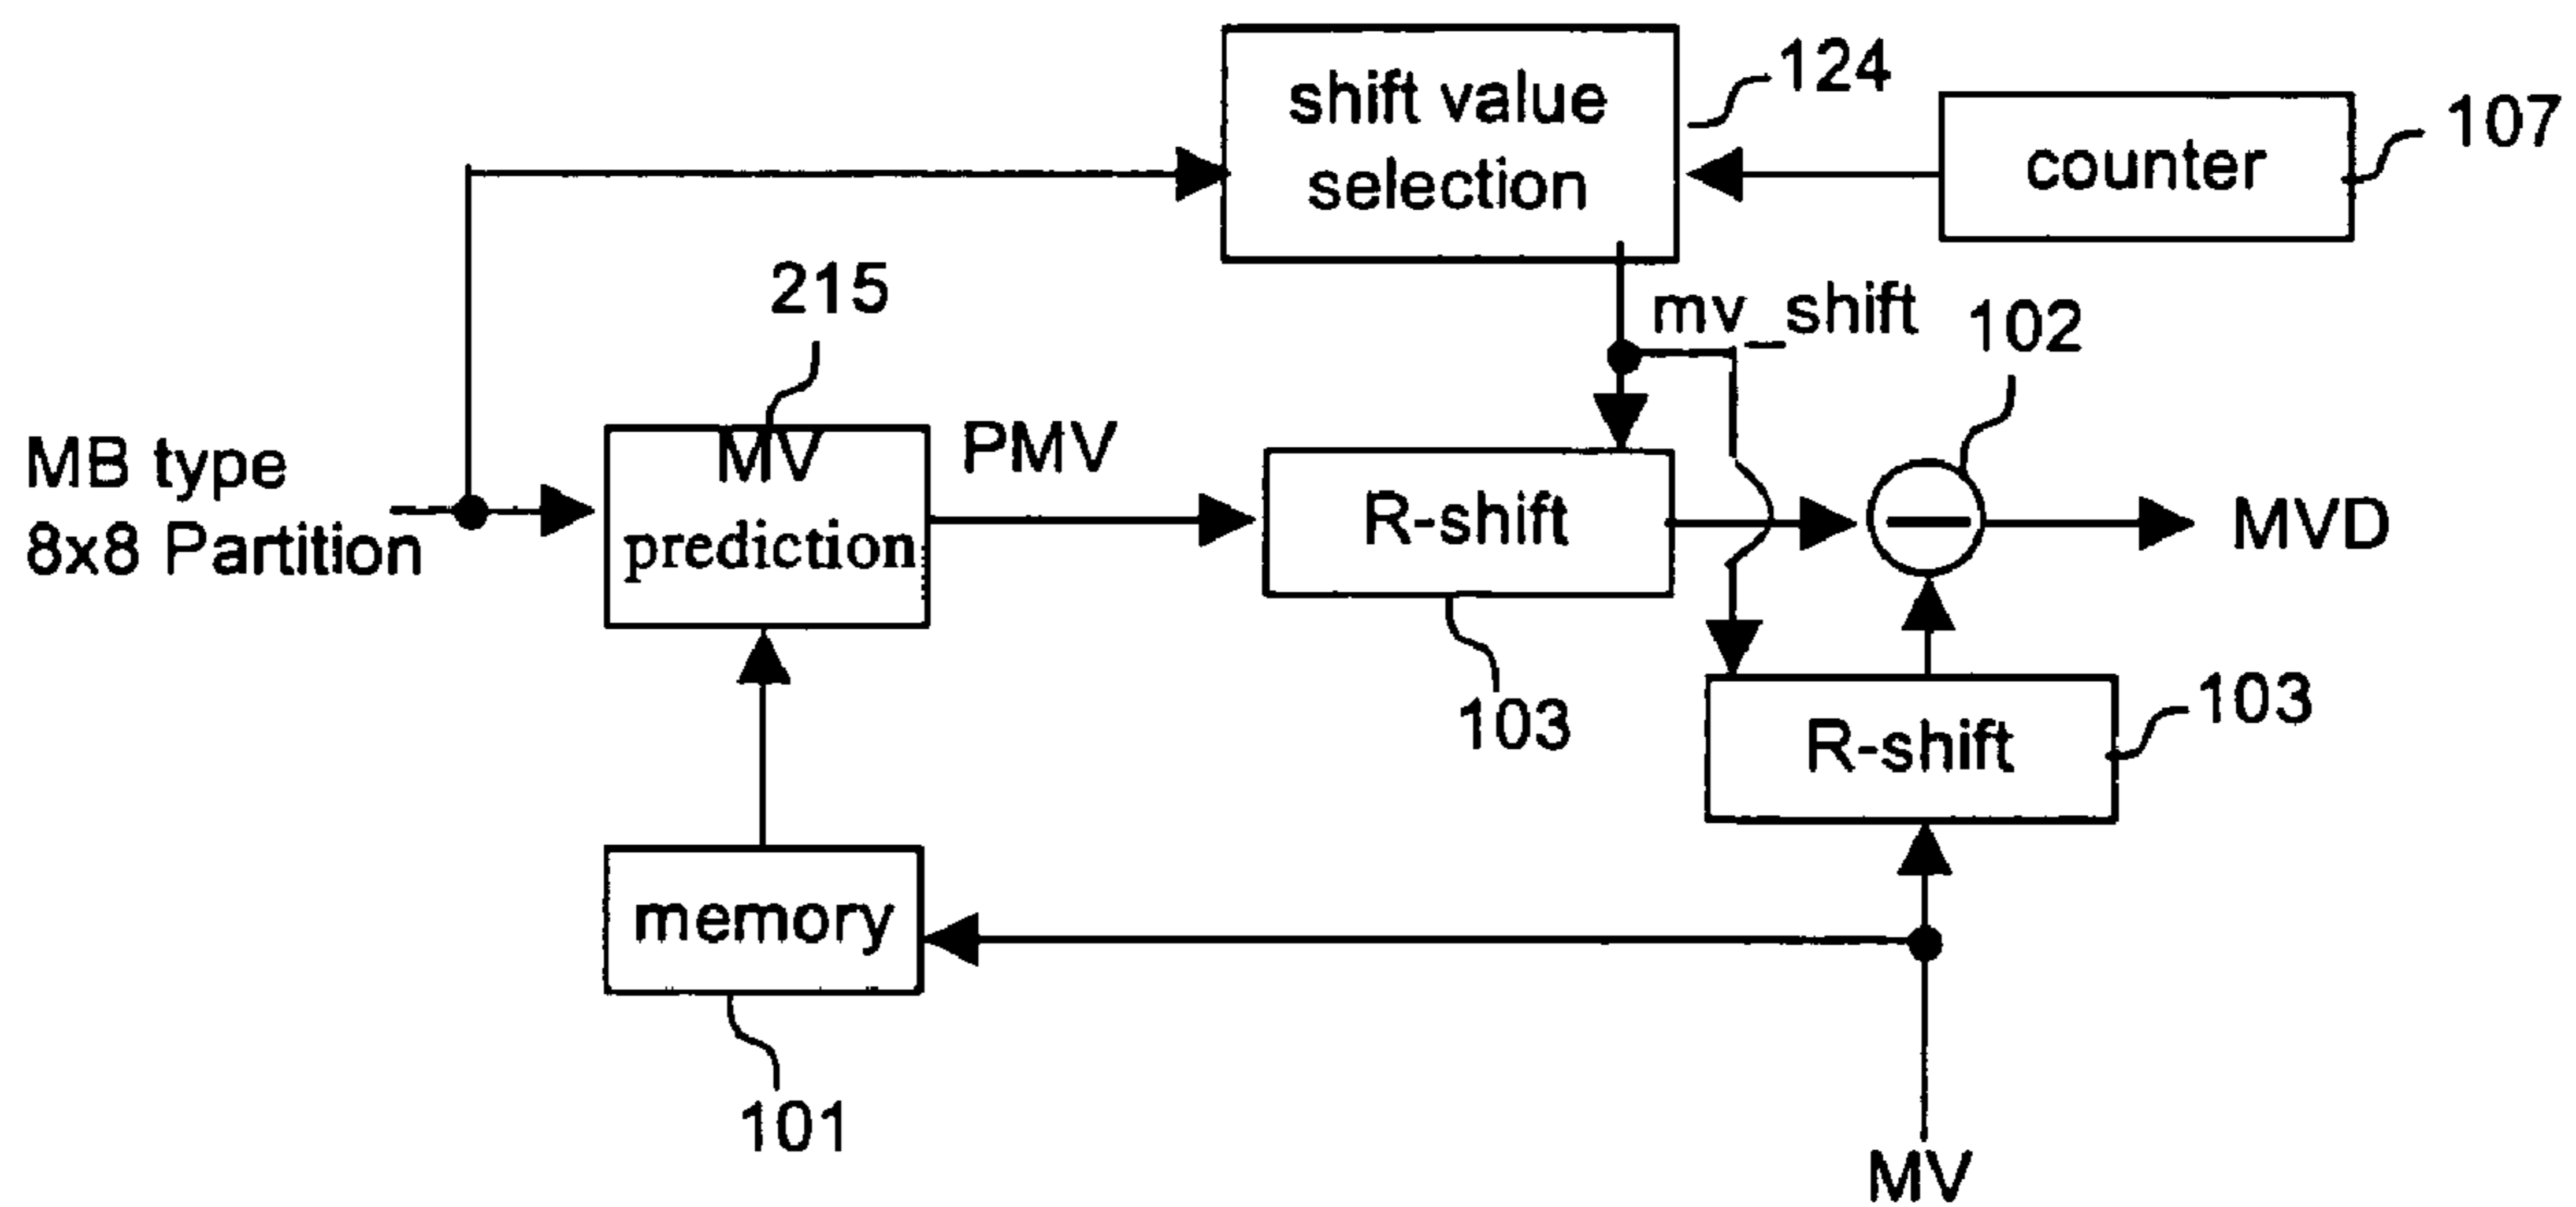 shift value
selection
124
counter
107
215
mv_shift
102
MB type
8x8 Partition
MV
prediction
PMV
R-shift
MVD
103
R-shift
103
memory
101
MV